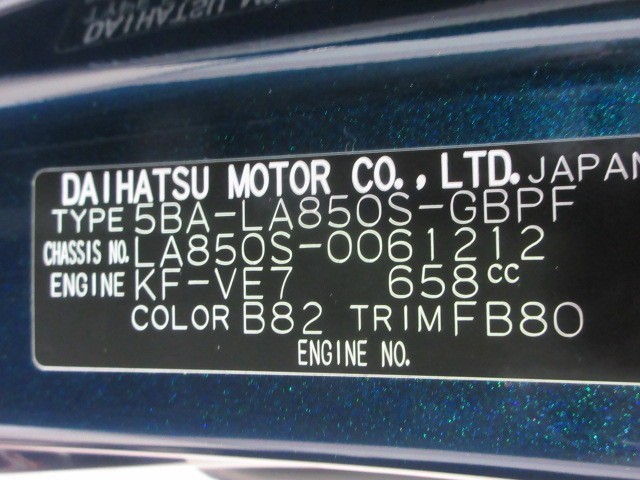 DAIHATSU MOTOR CO., LTD. JAPAN
TYPE 5BA-LA850S-GBPF
CHASSIS NO. LA850S-0061212
ENGINE KF-VE7 658cc
COLOR B82 TRIM FB80
ENGINE NO.